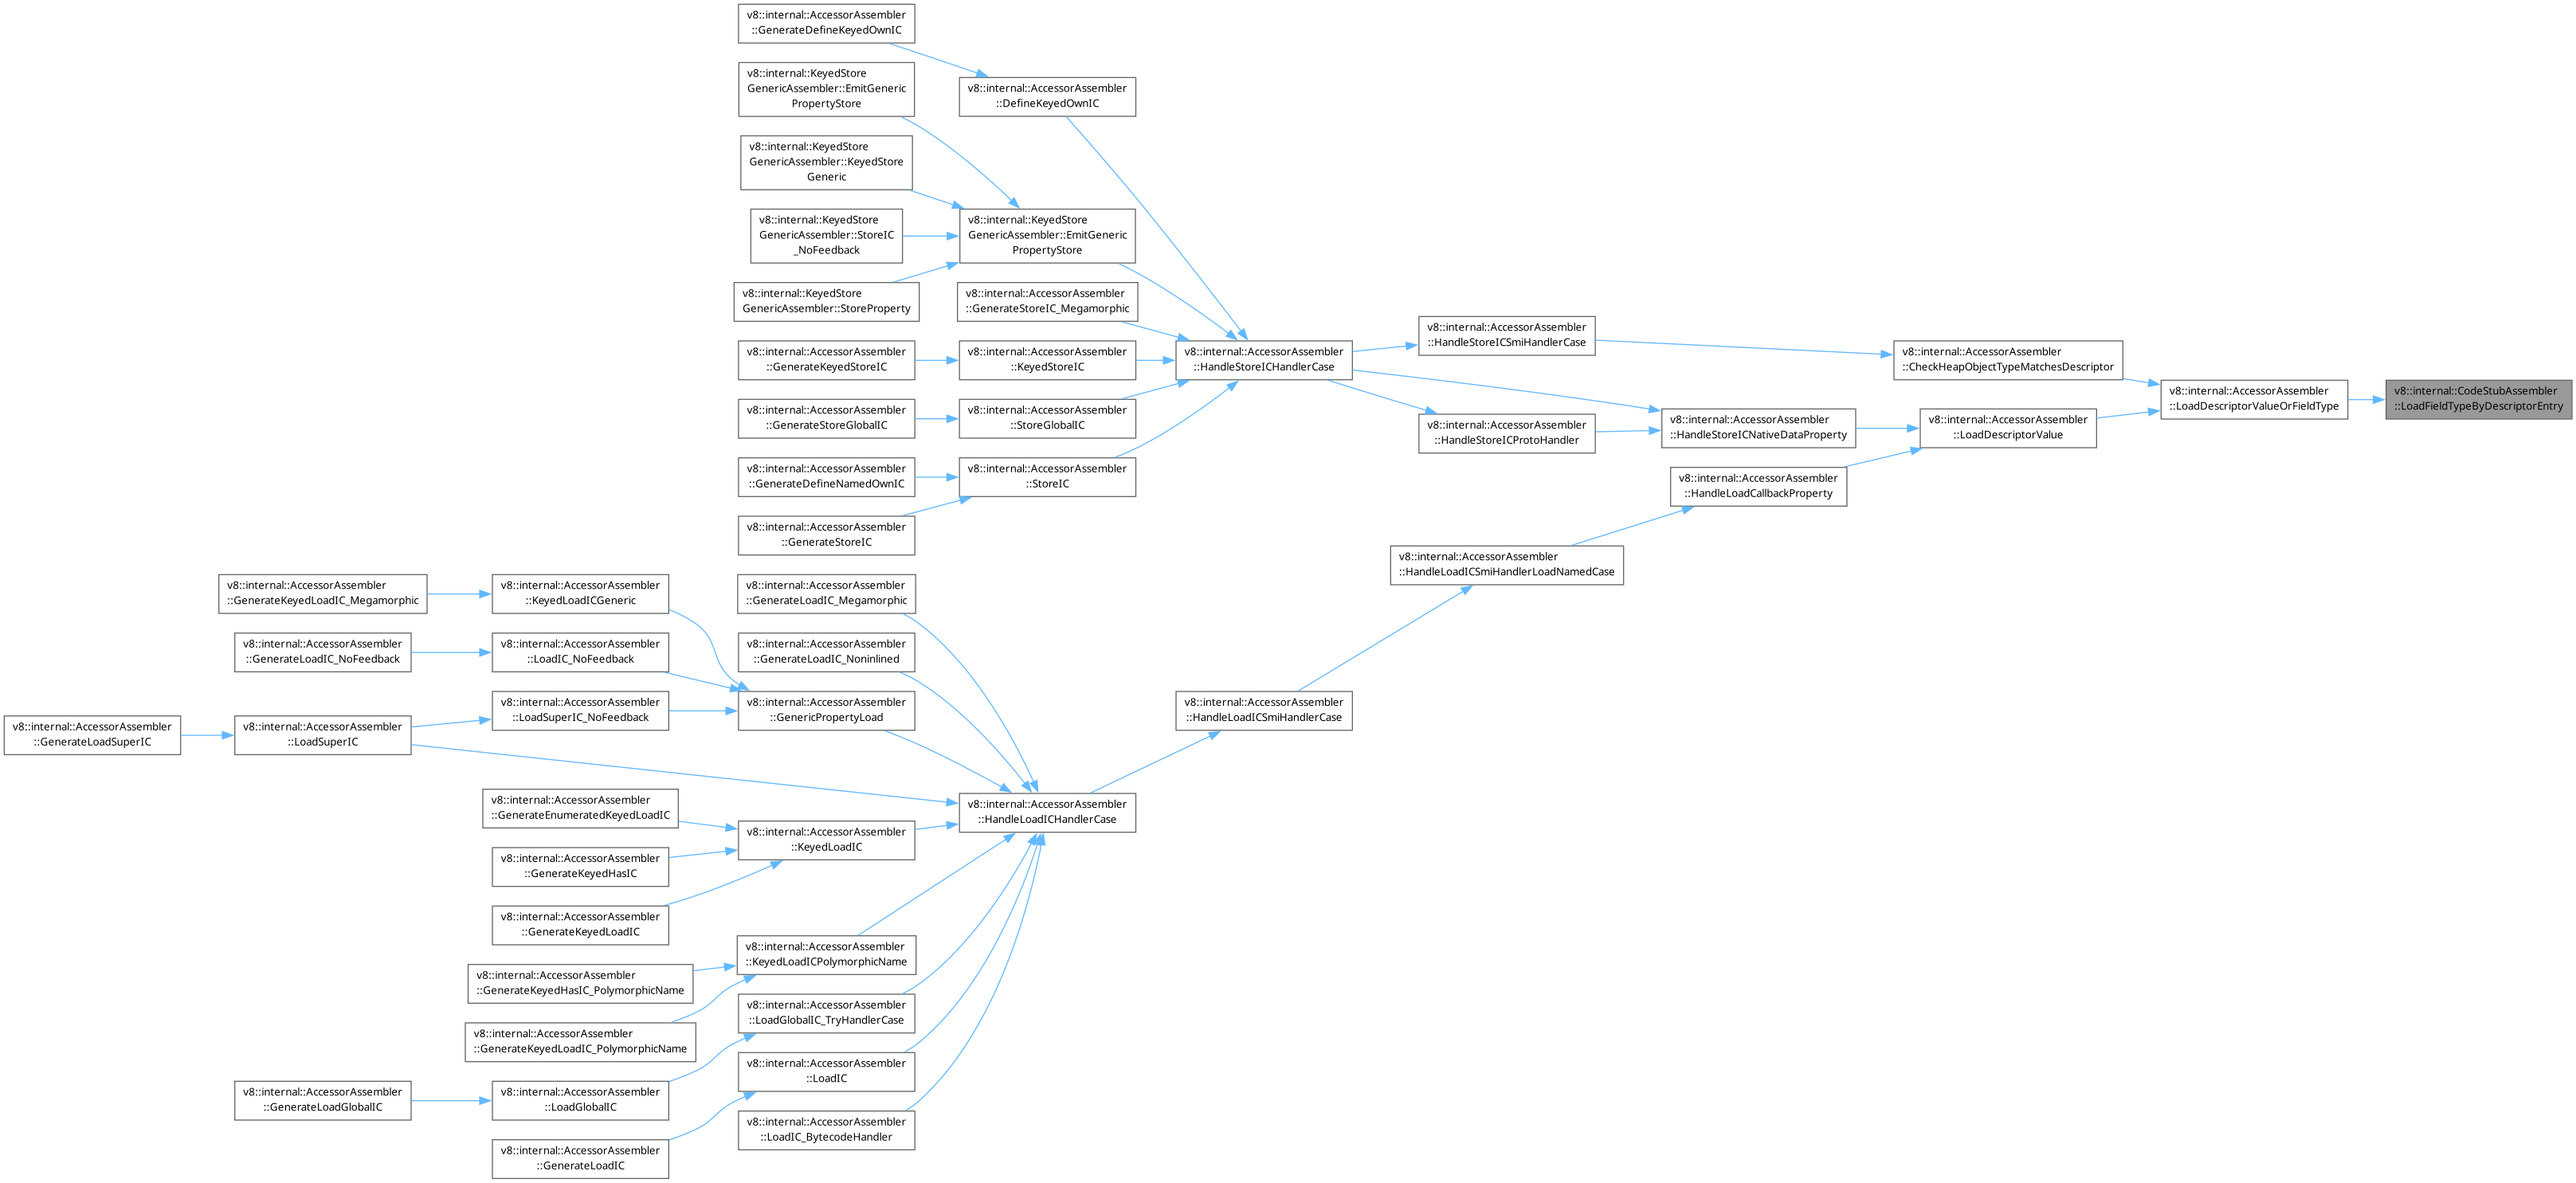 v8::internal::AccessorAssembler
::GenerateDefineKeyedOwnIC
v8::internal::KeyedStore
GenericAssembler::EmitGeneric
PropertyStore
v8::internal::AccessorAssembler
::DefineKeyedOwnIC
v8::internal::KeyedStore
GenericAssembler::KeyedStore
Generic
v8::internal::KeyedStore
GenericAssembler::StoreIC
_NoFeedback
v8::internal::KeyedStore
GenericAssembler::EmitGeneric
PropertyStore
v8::internal::KeyedStore
GenericAssembler::StoreProperty
v8::internal::AccessorAssembler
::GenerateStoreIC_Megamorphic
v8::internal::AccessorAssembler
::GenerateKeyedStoreIC
v8::internal::AccessorAssembler
::KeyedStoreIC
v8::internal::AccessorAssembler
::HandleStoreICHandlerCase
v8::internal::AccessorAssembler
::HandleStoreICSmiHandlerCase
v8::internal::AccessorAssembler
::CheckHeapObjectTypeMatchesDescriptor
v8::internal::AccessorAssembler
::LoadDescriptorValueOrFieldType
v8::internal::CodeStubAssembler
::LoadFieldTypeByDescriptorEntry
v8::internal::AccessorAssembler
::GenerateStoreGlobalIC
v8::internal::AccessorAssembler
::StoreGlobalIC
v8::internal::AccessorAssembler
::HandleStoreICProtoHandler
v8::internal::AccessorAssembler
::HandleStoreICNativeDataProperty
v8::internal::AccessorAssembler
::LoadDescriptorValue
v8::internal::AccessorAssembler
::GenerateDefineNamedOwnIC
v8::internal::AccessorAssembler
::StoreIC
v8::internal::AccessorAssembler
::HandleLoadCallbackProperty
v8::internal::AccessorAssembler
::GenerateStoreIC
v8::internal::AccessorAssembler
::HandleLoadICSmiHandlerLoadNamedCase
v8::internal::AccessorAssembler
::GenerateKeyedLoadIC_Megamorphic
v8::internal::AccessorAssembler
::KeyedLoadICGeneric
v8::internal::AccessorAssembler
::GenerateLoadIC_Megamorphic
v8::internal::AccessorAssembler
::GenerateLoadIC_NoFeedback
v8::internal::AccessorAssembler
::LoadIC_NoFeedback
v8::internal::AccessorAssembler
::GenerateLoadIC_Noninlined
v8::internal::AccessorAssembler
::GenerateLoadSuperIC
v8::internal::AccessorAssembler
::LoadSuperIC
v8::internal::AccessorAssembler
::LoadSuperIC_NoFeedback
v8::internal::AccessorAssembler
::GenericPropertyLoad
v8::internal::AccessorAssembler
::HandleLoadICSmiHandlerCase
v8::internal::AccessorAssembler
::GenerateEnumeratedKeyedLoadIC
v8::internal::AccessorAssembler
::HandleLoadICHandlerCase
v8::internal::AccessorAssembler
::KeyedLoadIC
v8::internal::AccessorAssembler
::GenerateKeyedHasIC
v8::internal::AccessorAssembler
::GenerateKeyedLoadIC
v8::internal::AccessorAssembler
::KeyedLoadICPolymorphicName
v8::internal::AccessorAssembler
::GenerateKeyedHasIC_PolymorphicName
v8::internal::AccessorAssembler
::LoadGlobalIC_TryHandlerCase
v8::internal::AccessorAssembler
::GenerateKeyedLoadIC_PolymorphicName
v8::internal::AccessorAssembler
::LoadIC
v8::internal::AccessorAssembler
::GenerateLoadGlobalIC
v8::internal::AccessorAssembler
::LoadGlobalIC
v8::internal::AccessorAssembler
::LoadIC_BytecodeHandler
v8::internal::AccessorAssembler
::GenerateLoadIC